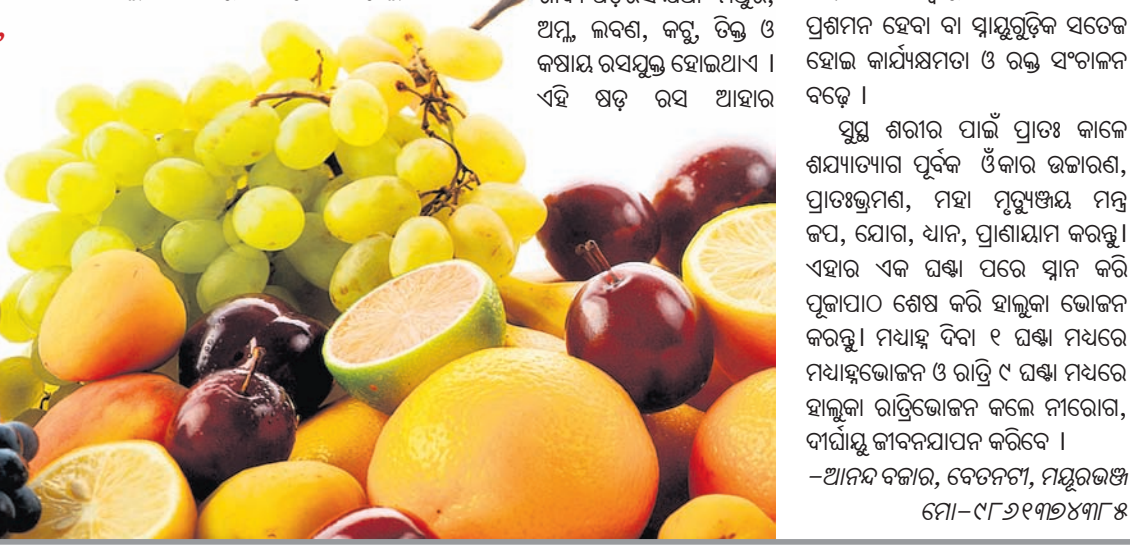 ଅମ୍ଳ, ଲବଣ, କଟୁ, ତିକ୍ତ ଓ
କଷାୟ ରସଯୁକ୍ତ ହୋଇଥାଏ ।
ଏହି ଷଡ଼ ରସ ଆହାର
ପ୍ରଶମନ ହେବା ବା ସ୍ନାୟୁଗୁଡ଼ିକ ସତେଜ
ହୋଇ କାର୍ଯ୍ୟକ୍ଷମତା ଓ ରକ୍ତ ସଂଚାଳନ
ବଢ଼େ ।
ସୁସ୍ଥ ଶରୀର ପାଇଁ ପ୍ରାତଃ କାଳେ
ଶଯ୍ୟାତ୍ୟାଗ ପୂର୍ବକ ଓଁକାର ଉଚ୍ଚାରଣ,
ପ୍ରାତଃଭ୍ରମଣ, ମହା ମୃତ୍ୟୁଞ୍ଜୟ ମନ୍ତ୍ର
ଜପ, ଯୋଗ, ଧ୍ୟାନ, ପ୍ରାଣାୟାମ କରନ୍ତୁ।
ଏହାର ଏକ ଘଣ୍ଟା ପରେ ସ୍ନାନ କରି
ପୂଜାପାଠ ଶେଷ କରି ହାଲୁକା ଭୋଜନ
କରନ୍ତୁ। ମଧ୍ୟାହ୍ନ ଦିବା ୧ ଘଣ୍ଟା ମଧ୍ୟରେ
ମଧ୍ୟାହ୍ନଭୋଜନ ଓ ରାତ୍ରି ୯ ଘଣ୍ଟା ମଧ୍ୟରେ
ହାଲୁକା ରାତ୍ରିଭୋଜନ କଲେ ନୀରୋଗ,
ଦୀର୍ଘାୟୁ ଜୀବନଯାପନ କରିବେ ।
–ଆନନ୍ଦ ବଜାର, ବେତନଟୀ, ମୟୂରଭଞ୍ଜ
ମୋ–୯୮୬୧୩୭୪୩୮୫